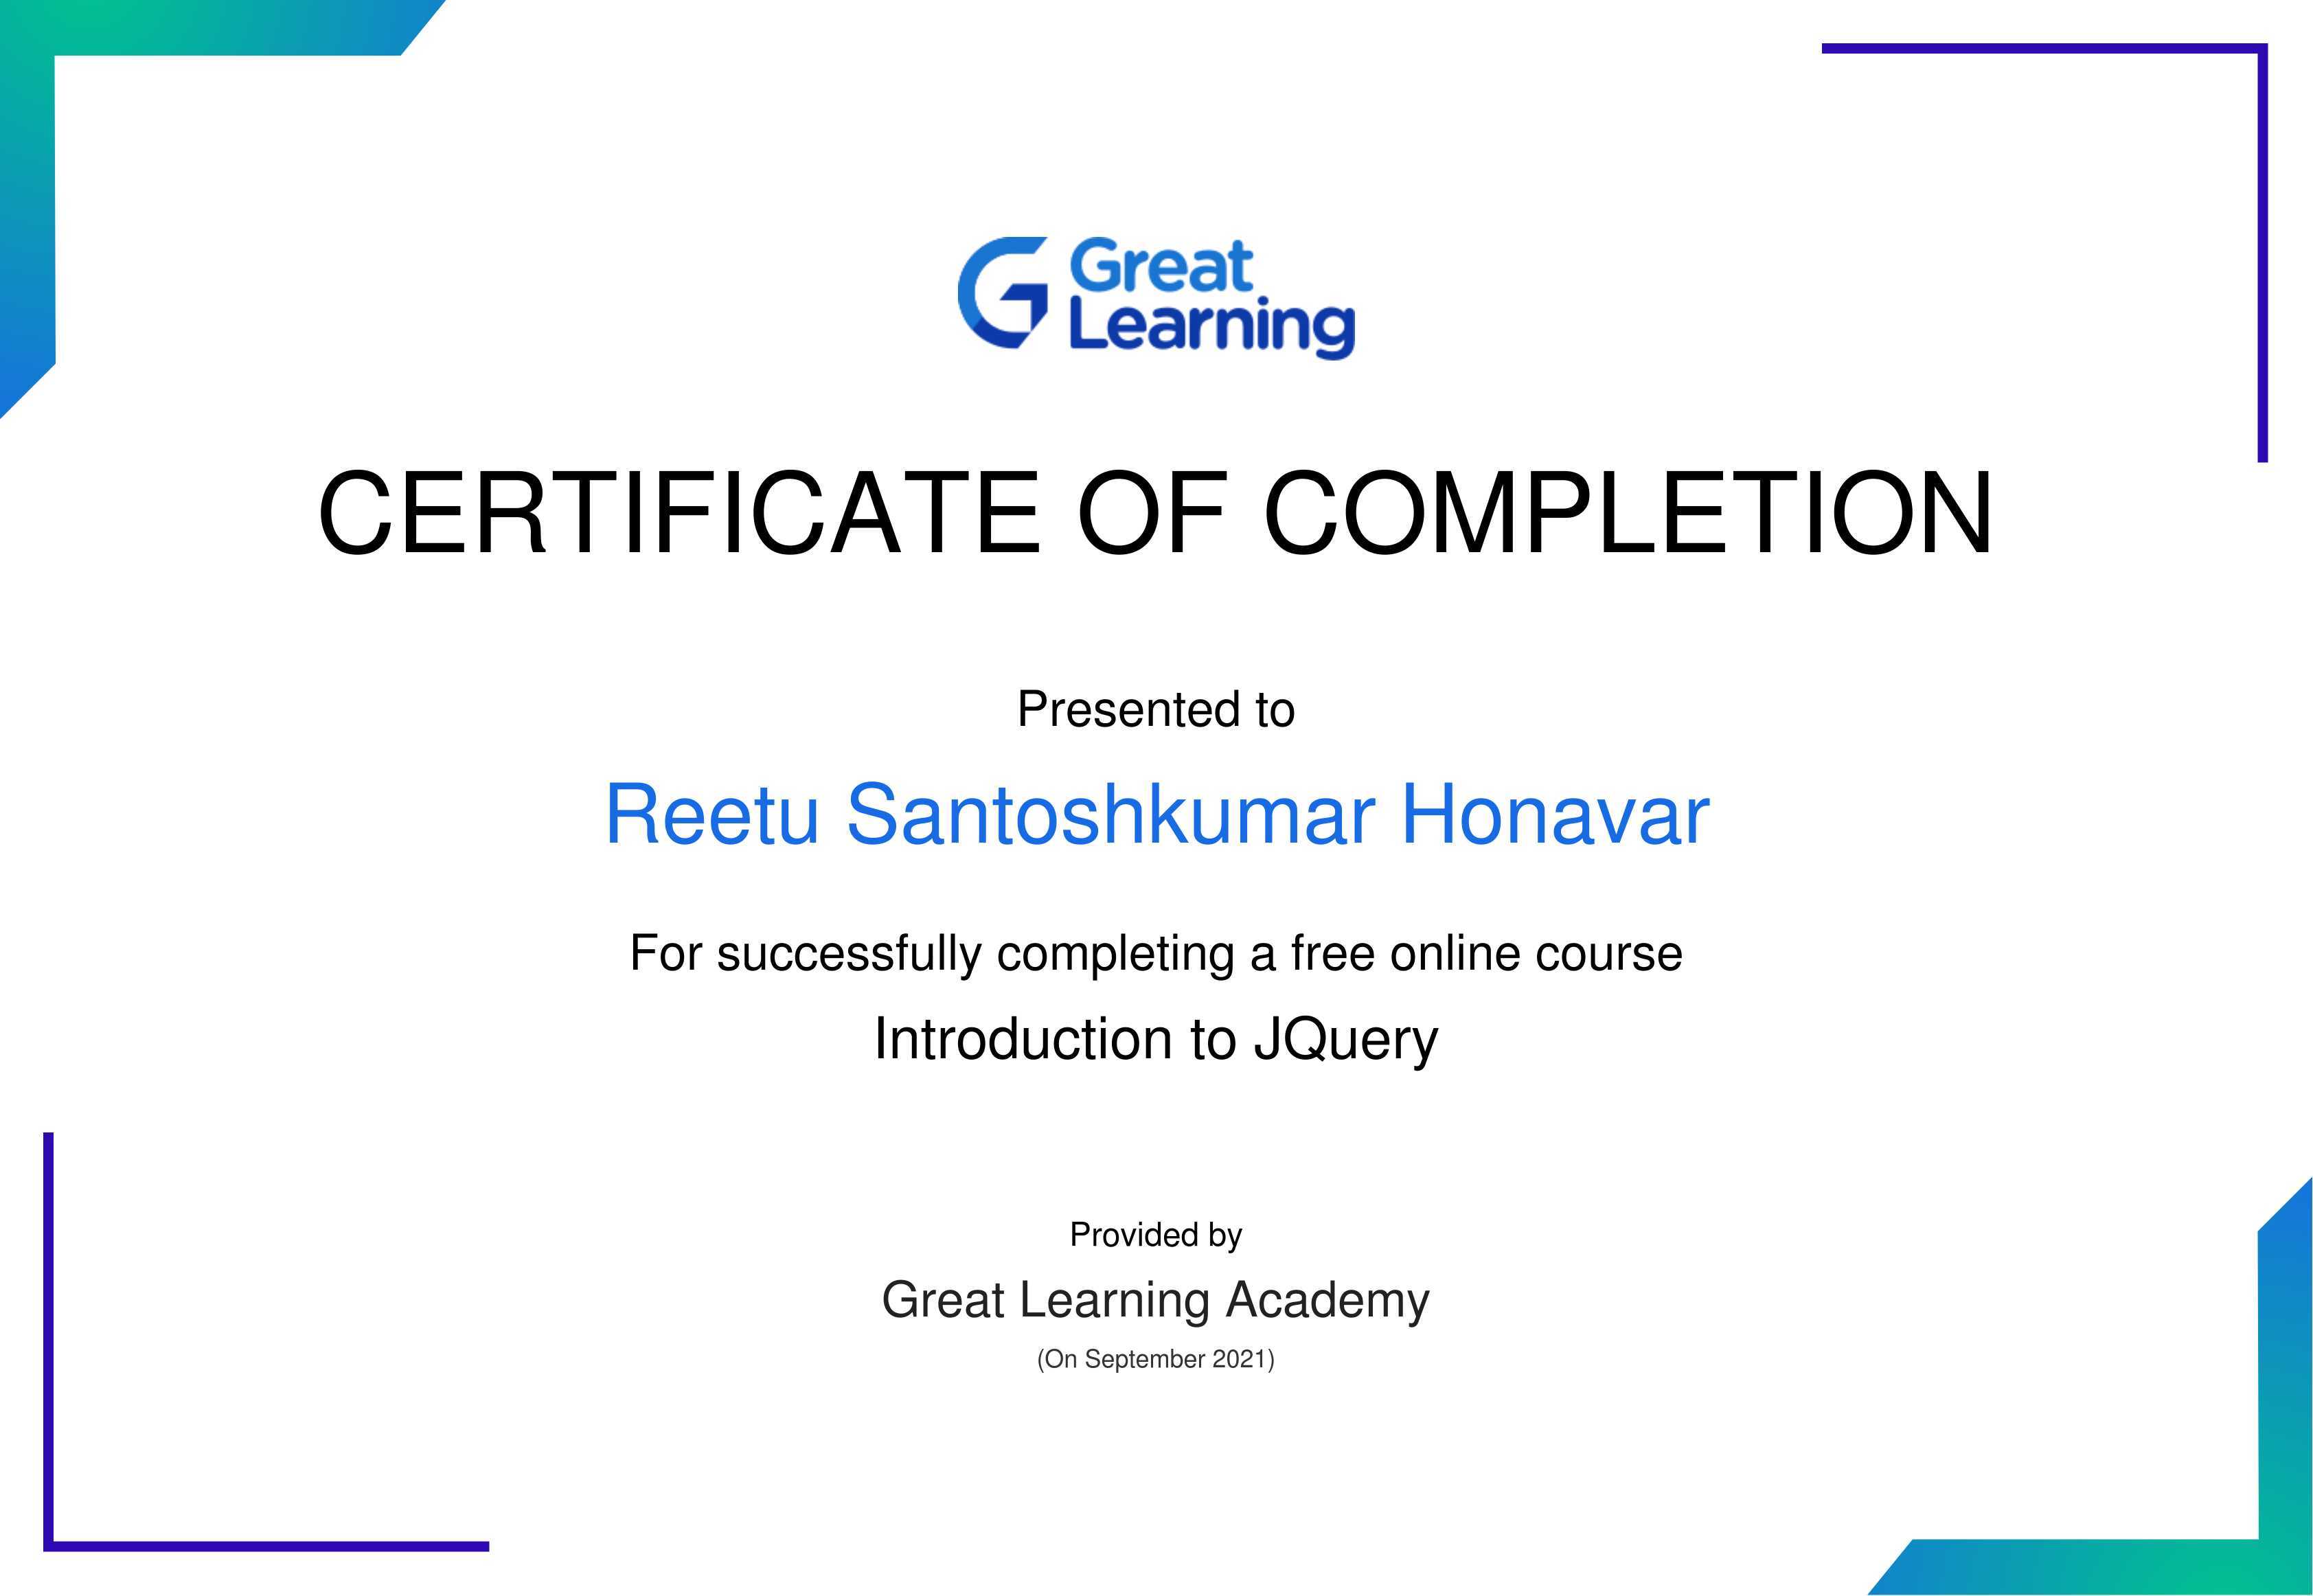 Great
Learning
CERTIFICATE OF COMPLETION
Presented to
Reetu Santoshkumar Honavar
For successfully completing a free online course
Introduction to JQuery
Provided by
Great Learning Academy
(On September 2021)